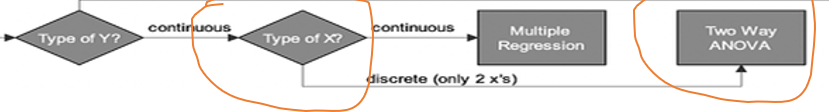 Type of Y?
continuous
Type of X?
continuous
Multiple
Regression
Two Way
ANOVA
discrete (only 2 x's)